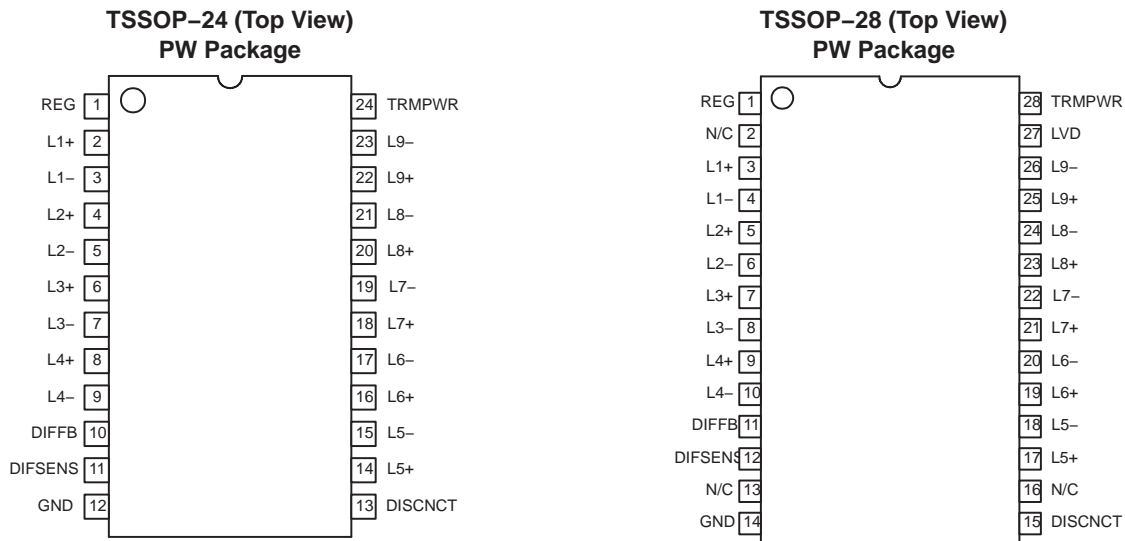 TSSOP−24 (Top View)
PW Package
REG 1
L1+ 2
L1− 3
L2+ 4
L2− 5
L3+ 6
L3− 7
L4+ 8
L4− 9
DIFFB 10
DIFSENS 11
GND 12
24 TRMPWR
23 L9−
22 L9+
21 L8−
20 L8+
19 L7−
18 L7+
17 L6−
16 L6+
15 L5−
14 L5+
13 DISCNCT
TSSOP−28 (Top View)
PW Package
REG 1
N/C 2
L1+ 3
L1− 4
L2+ 5
L2− 6
L3+ 7
L3− 8
L4+ 9
L4− 10
DIFFB 11
DIFSENS 12
N/C 13
GND 14
28 TRMPWR
27 LVD
26 L9−
25 L9+
24 L8−
23 L8+
22 L7−
21 L7+
20 L6−
19 L6+
18 L5−
17 L5+
16 N/C
15 DISCNCT